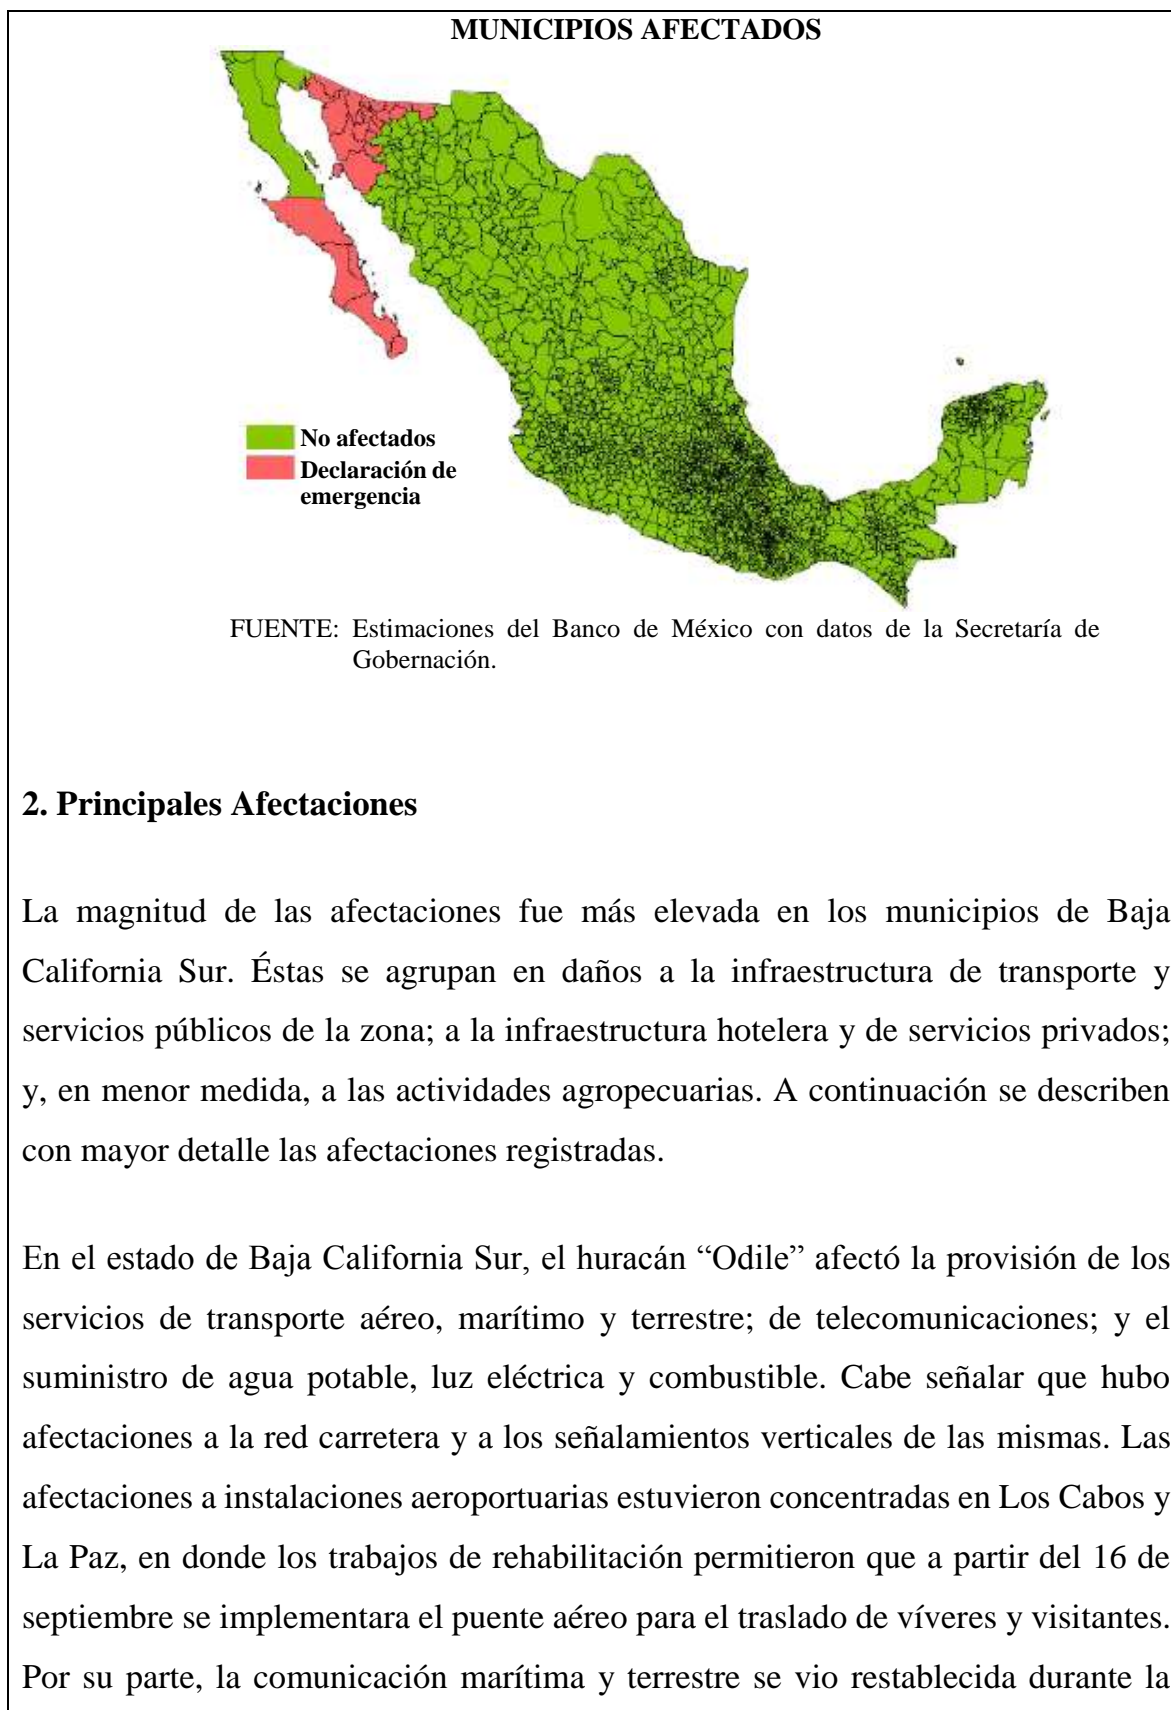 MUNICIPIOS AFECTADOS
No afectados
Declaración de
emergencia
FUENTE: Estimaciones del Banco de México con datos de la Secretaría de
Gobernación.
2. Principales Afectaciones
La magnitud de las afectaciones fue más elevada en los municipios de Baja
California Sur. Éstas se agrupan en daños a la infraestructura de transporte y
servicios públicos de la zona; a la infraestructura hotelera y de servicios privados;
y, en menor medida, a las actividades agropecuarias. A continuación se describen
con mayor detalle las afectaciones registradas.
En el estado de Baja California Sur, el huracán “Odile” afectó la provisión de los
servicios de transporte aéreo, marítimo y terrestre; de telecomunicaciones; y el
suministro de agua potable, luz eléctrica y combustible. Cabe señalar que hubo
afectaciones a la red carretera y a los señalamientos verticales de las mismas. Las
afectaciones a instalaciones aeroportuarias estuvieron concentradas en Los Cabos y
La Paz, en donde los trabajos de rehabilitación permitieron que a partir del 16 de
septiembre se implementara el puente aéreo para el traslado de víveres y visitantes.
Por su parte, la comunicación marítima y terrestre se vio restablecida durante la